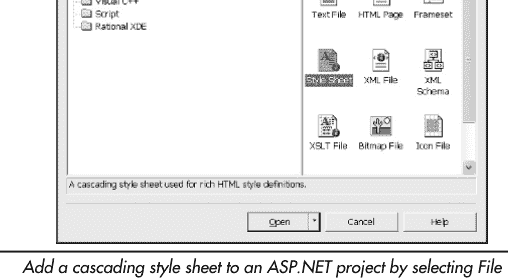 Visual C++
Script
Rational XDE
Text File HTML Page Frameset
Style Sheet XML File XML Schema
XSLT File Bitmap File Icon File
A cascading style sheet used for rich HTML style definitions.
Open Cancel Help
Add a cascading style sheet to an ASP.NET project by selecting File